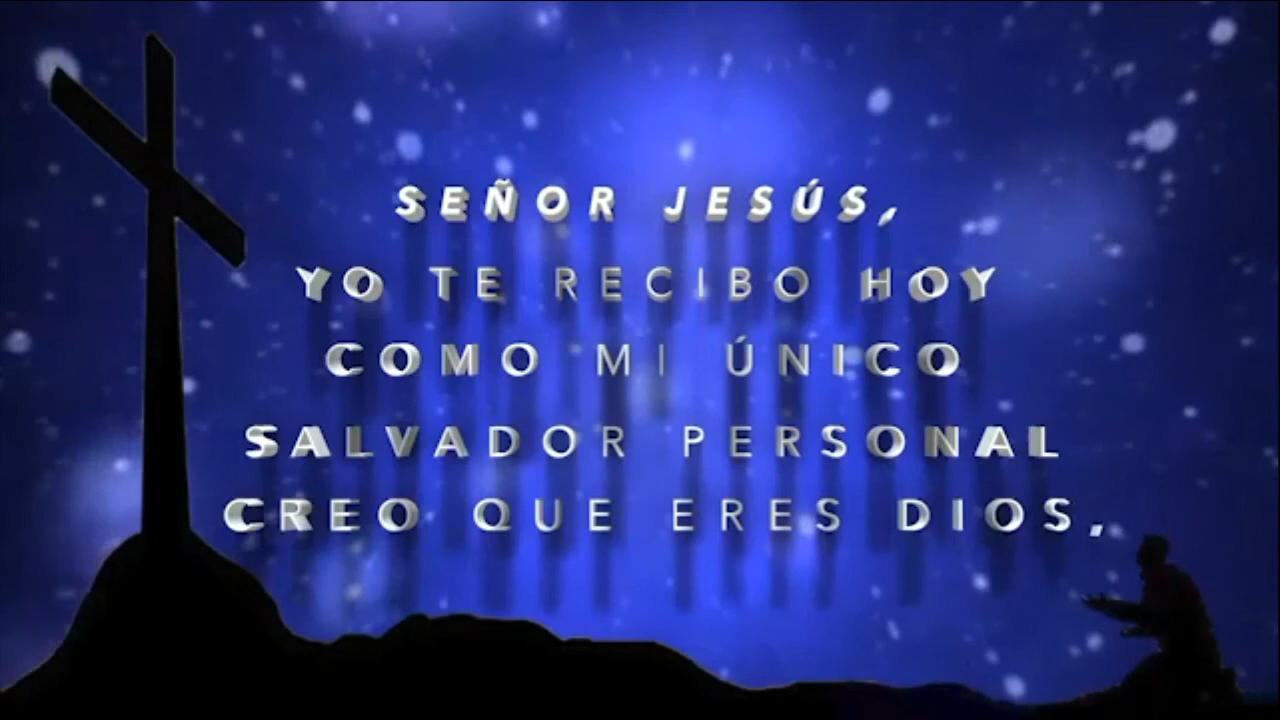 SEÑOR JESÚS,
YO TE RECIBO HOY
COMO MI ÚNICO
SALVADOR PERSONAL
CREO QUE ERES DIOS,